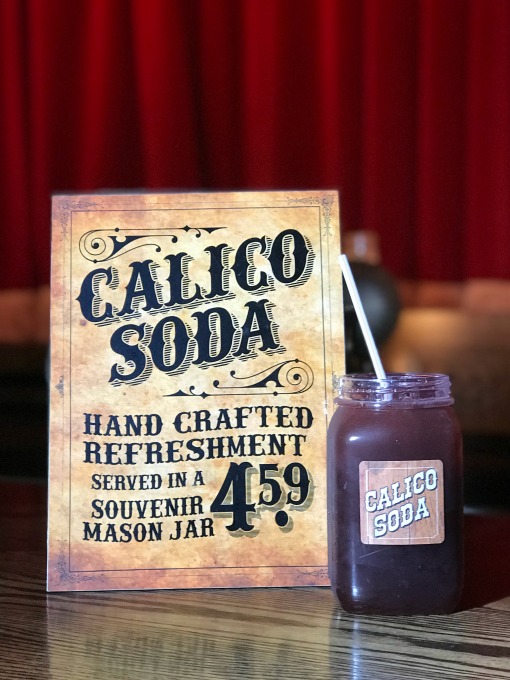 CALICO
SODA
HAND CRAFTED
REFRESHMENT
SERVED IN A
SOUVENIR
MASON JAR
4.59
CALICO
SODA